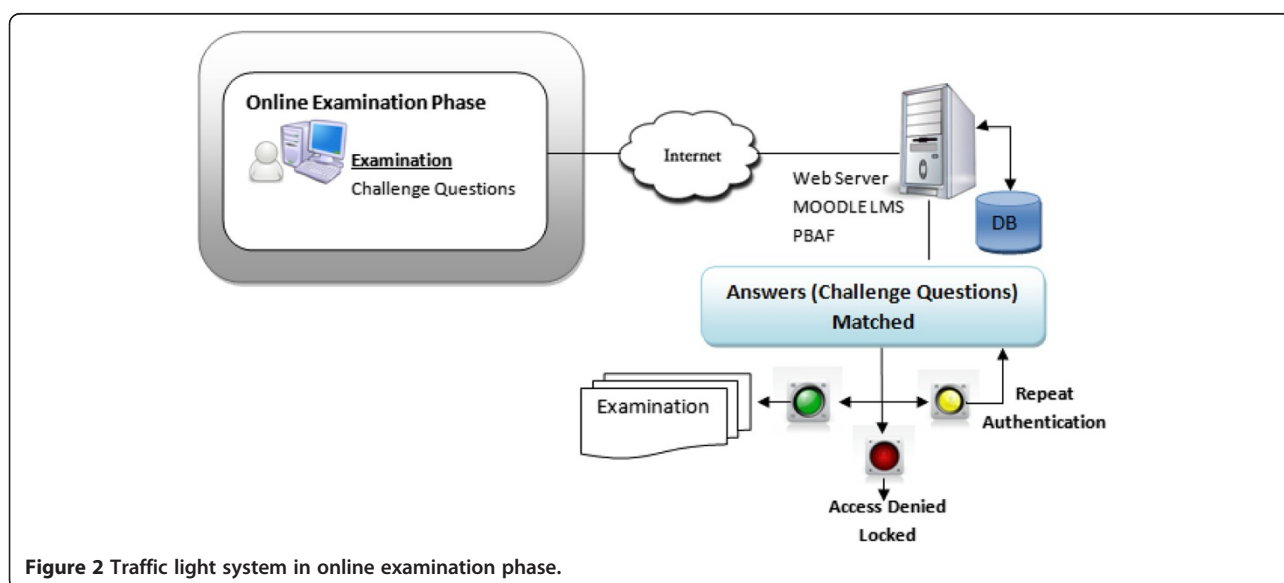 Online Examination Phase
Examination
Challenge Questions
Internet
Web Server
MOODLE LMS
PBAF
DB
Answers (Challenge Questions)
Matched
Examination
Repeat
Authentication
Access Denied
Locked
Figure 2 Traffic light system in online examination phase.